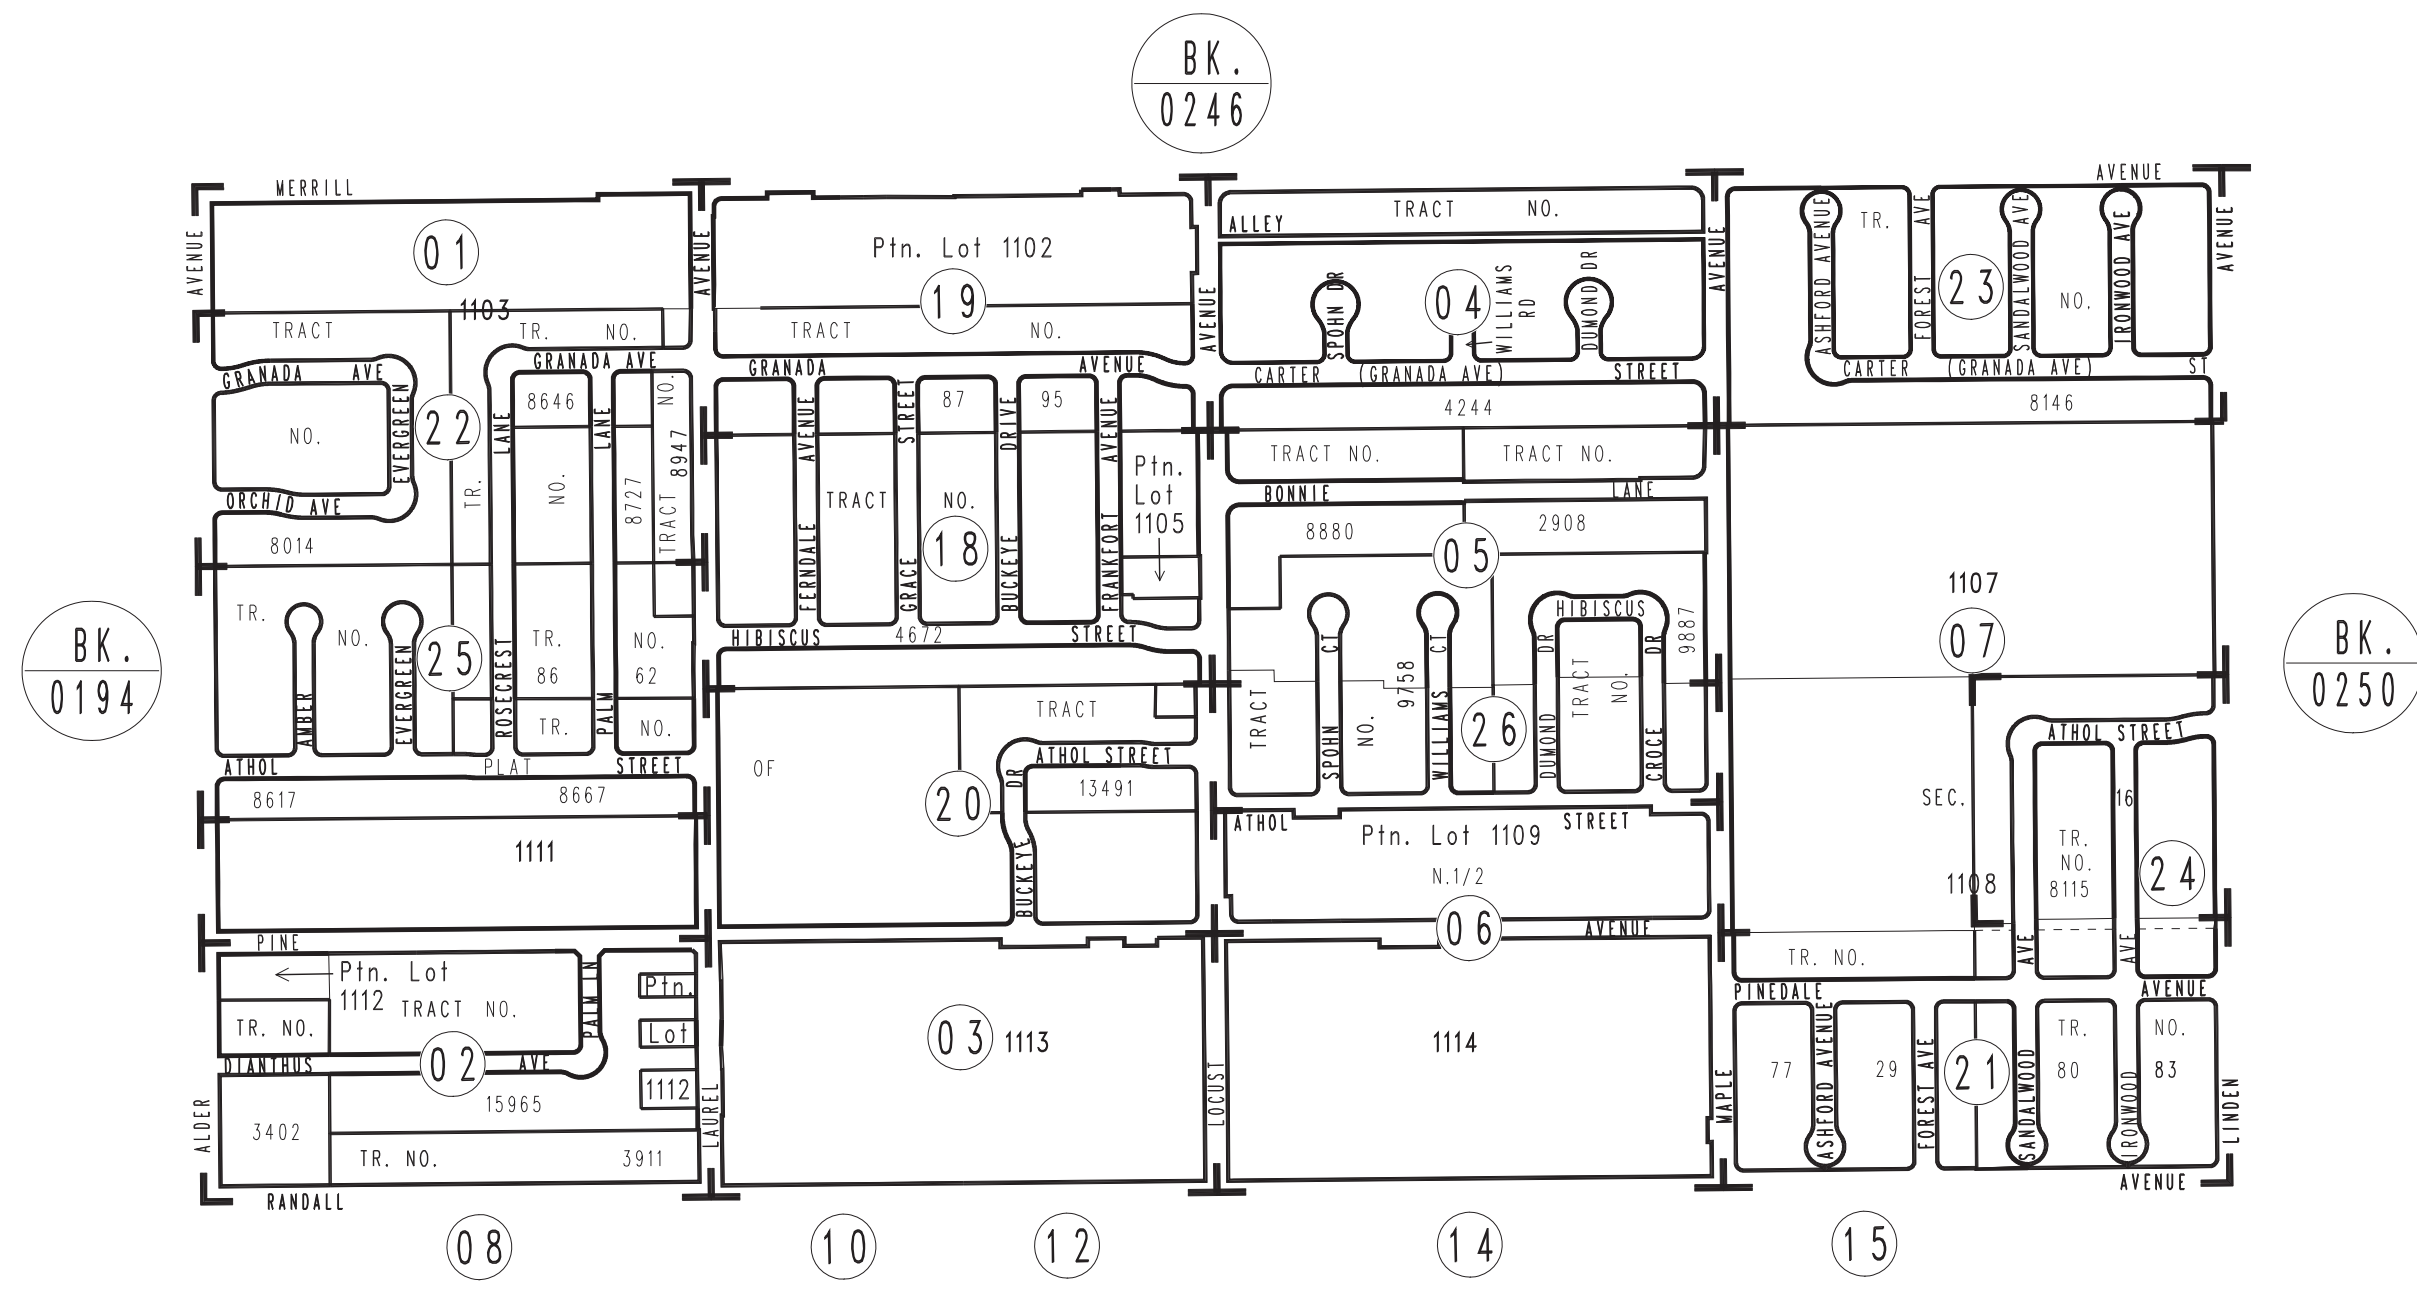 BK.
0246
MERRILL
AVENUE
AVENUE
AVENUE
AVENUE
AVENUE
AVENUE
01
1103
TRACT
TR. NO.
GRANADA AVE
GRANADA AVE
NO.
ORCHID AVE
EVERGREEN
22
8014
TR.
LANE
8646
NO.
LANE
8727
NO.
8947
TRACT
Ptn. Lot 1102
19
TRACT NO.
GRANADA AVENUE
87
95
AVENUE
STREET
DRIVE
AVENUE
TRACT
NO.
18
FERNDALE
GRACE
BUCKEYE
FRANKFORT
Ptn.
Lot
1105
HIBISCUS 4672 STREET
TRACT NO.
ALLEY
SPOHN DR
04
WILLIAMS
RD
DUMOND DR
CARTER (GRANADA AVE) STREET
4244
TRACT NO.
TRACT NO.
BONNIE LANE
8880
2908
05
TR.
ASHFORD AVENUE
FOREST AVE
23
SANDALWOOD AVE
NO.
IRONWOOD AVE
CARTER (GRANADA AVE) ST
8146
1107
07
BK.
0194
BK.
0250
TR.
NO.
AMBER
EVERGREEN
25
ROSECREST
TR.
86
TR.
PALM
NO.
62
NO.
ATHOL PLAT STREET
8617
8667
1111
PINE
OF
TRACT
ATHOL STREET
DR
13491
20
BUCKEYE
TRACT
SPOHN CT
NO.
9758
WILLIAMS CT
26
HIBISCUS
DUMOND DR
TRACT
NO.
CROCE DR
9887
ATHOL STREET
Ptn. Lot 1109
N.1/2
06
AVENUE
ATHOL STREET
SEC.
16
1108
TR.
NO.
8115
24
AVE
AVE
TR. NO.
PINEDALE AVENUE
Ptn. Lot
1112
TRACT NO.
TR. NO.
PALM LN
Ptn.
Lot
1112
DIANTHUS AVE
02
15965
3402
TR. NO. 3911
ALDER
LAUREL
03
1113
LOCUST
1114
MAPLE
77
ASHFORD AVENUE
29
FOREST AVE
21
SANDALWOOD
TR.
80
IRONWOOD
NO.
83
LINDEN
RANDALL
AVENUE
08
10
12
14
15